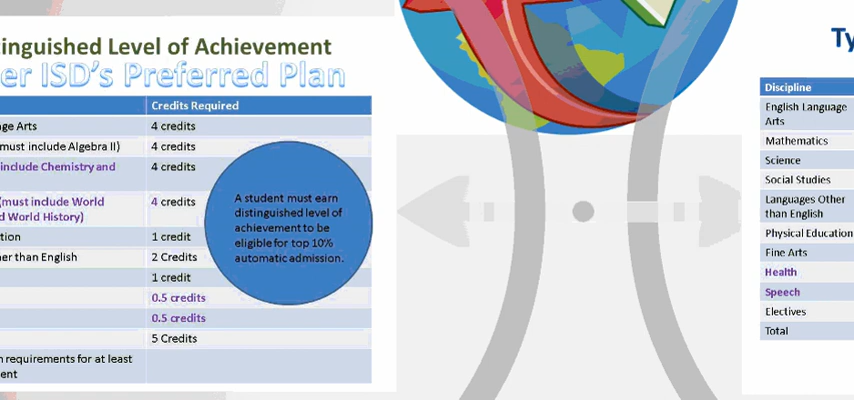 tinguished Level of Achievement
er ISD's Preferred Plan
Credits Required
ge Arts 4 credits
must include Algebra II) 4 credits
include Chemistry and 4 credits
(must include World 4 credits
d World History)
tion 1 credit
her than English 2 Credits
1 credit
0.5 credits
0.5 credits
5 Credits
n requirements for at least
ent
A student must earn
distinguished level of
achievement to be
eligible for top 10%
automatic admission.
Ty
Discipline
English Language
Arts
Mathematics
Science
Social Studies
Languages Other
than English
Physical Education
Fine Arts
Health
Speech
Electives
Total